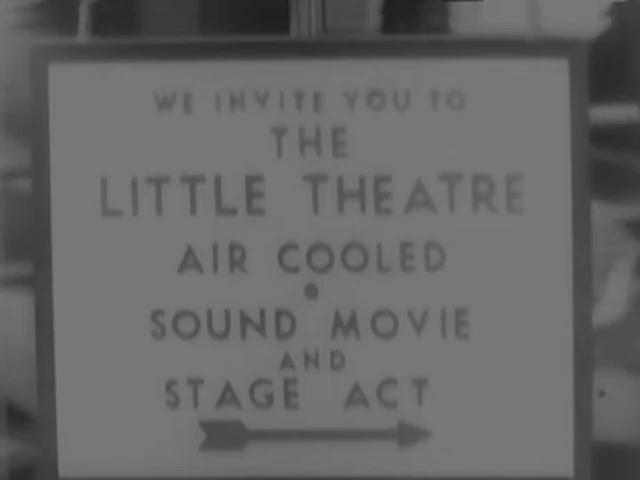 WE INVITE YOU TO
THE
LITTLE THEATRE
AIR COOLED
SOUND MOVIE
AND
STAGE ACT